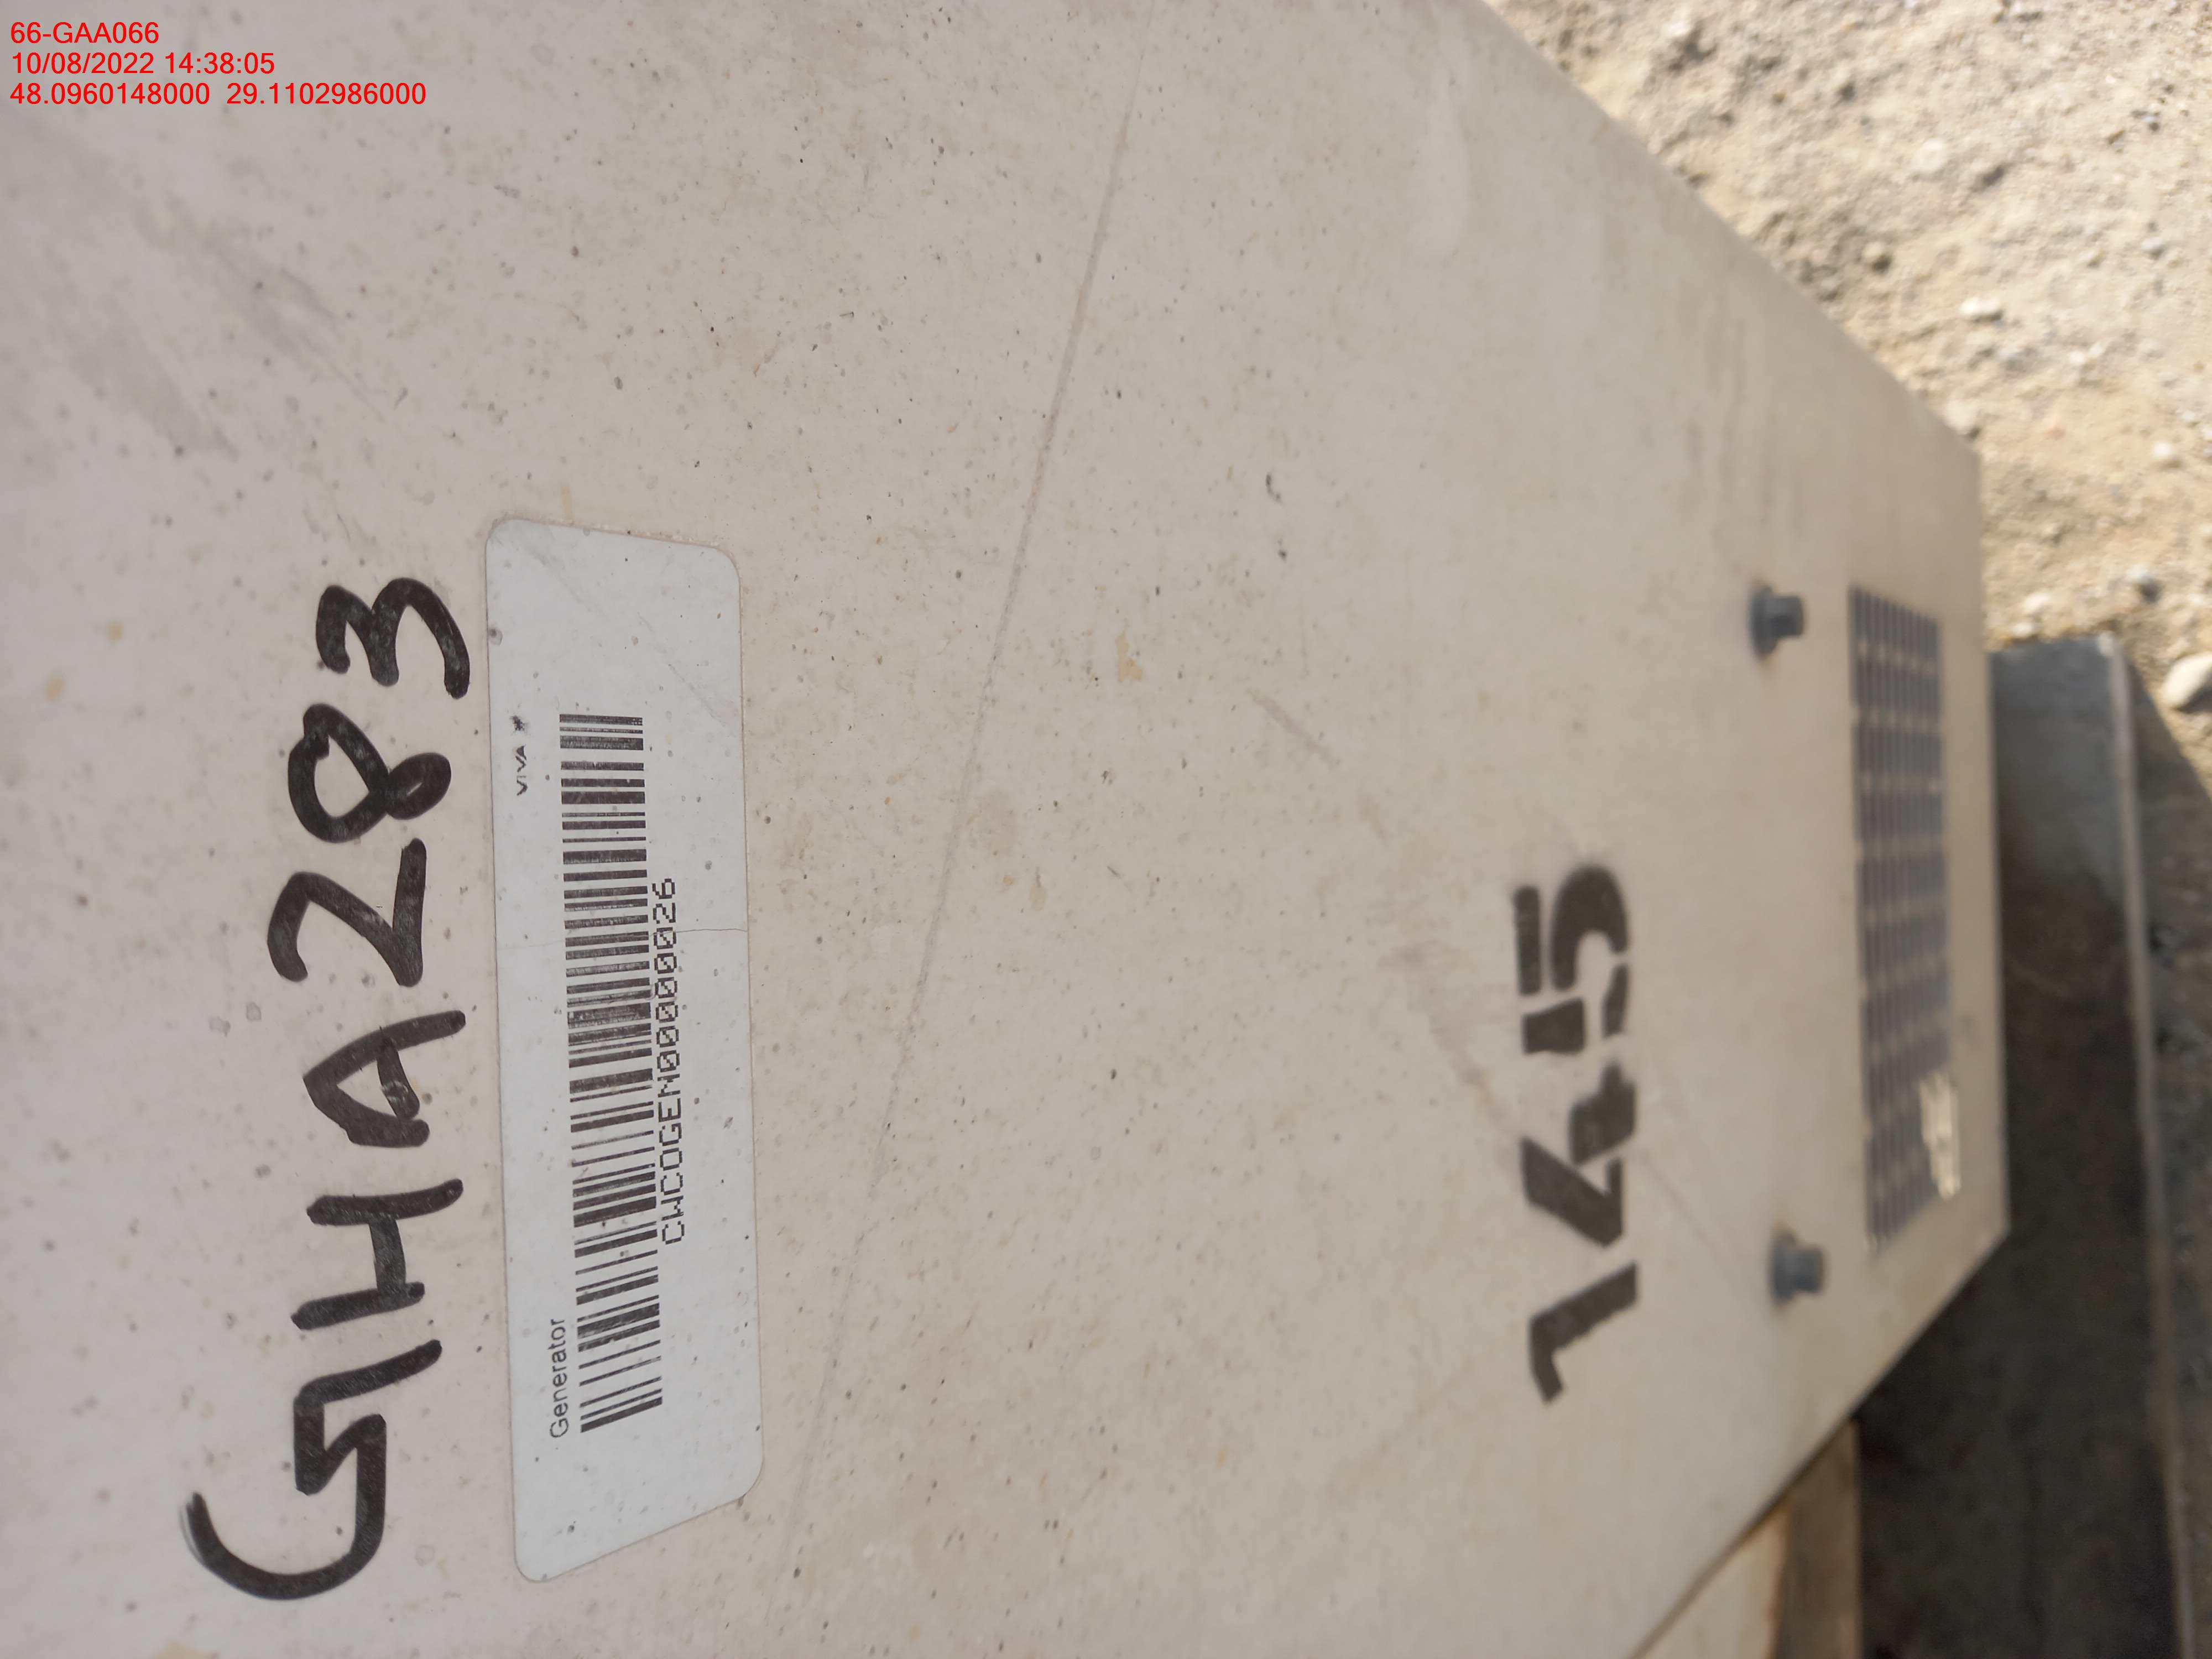 66-GAA066
10/08/2022 14:38:05
48.0960148000 29.1102986000
GHA283
VIVA
Generator
CWCOGEN000000026
145